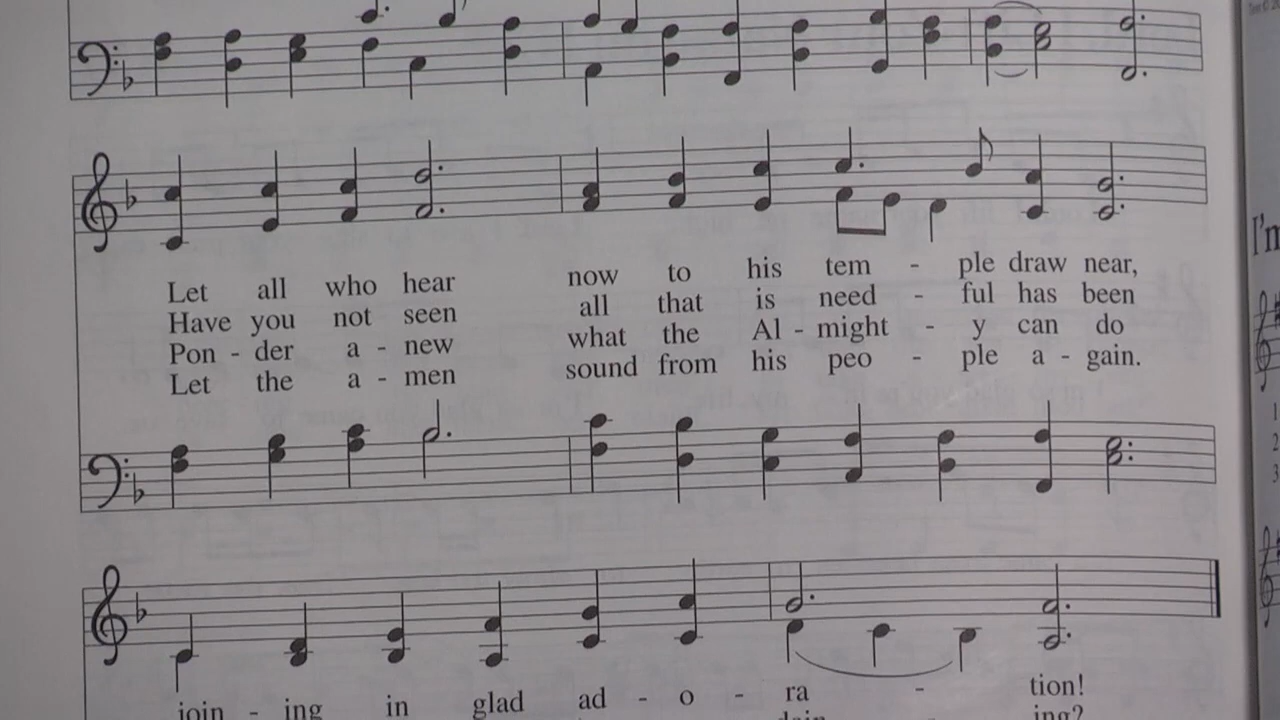 Let all who hear now to his tem - ple draw near,
Have you not seen all that is need - ful has been
Pon - der a - new what the Al - might - y can do
Let the a - men sound from his peo - ple a - gain.
I'm
join - ing in glad ad - o - ra - tion!
ing?